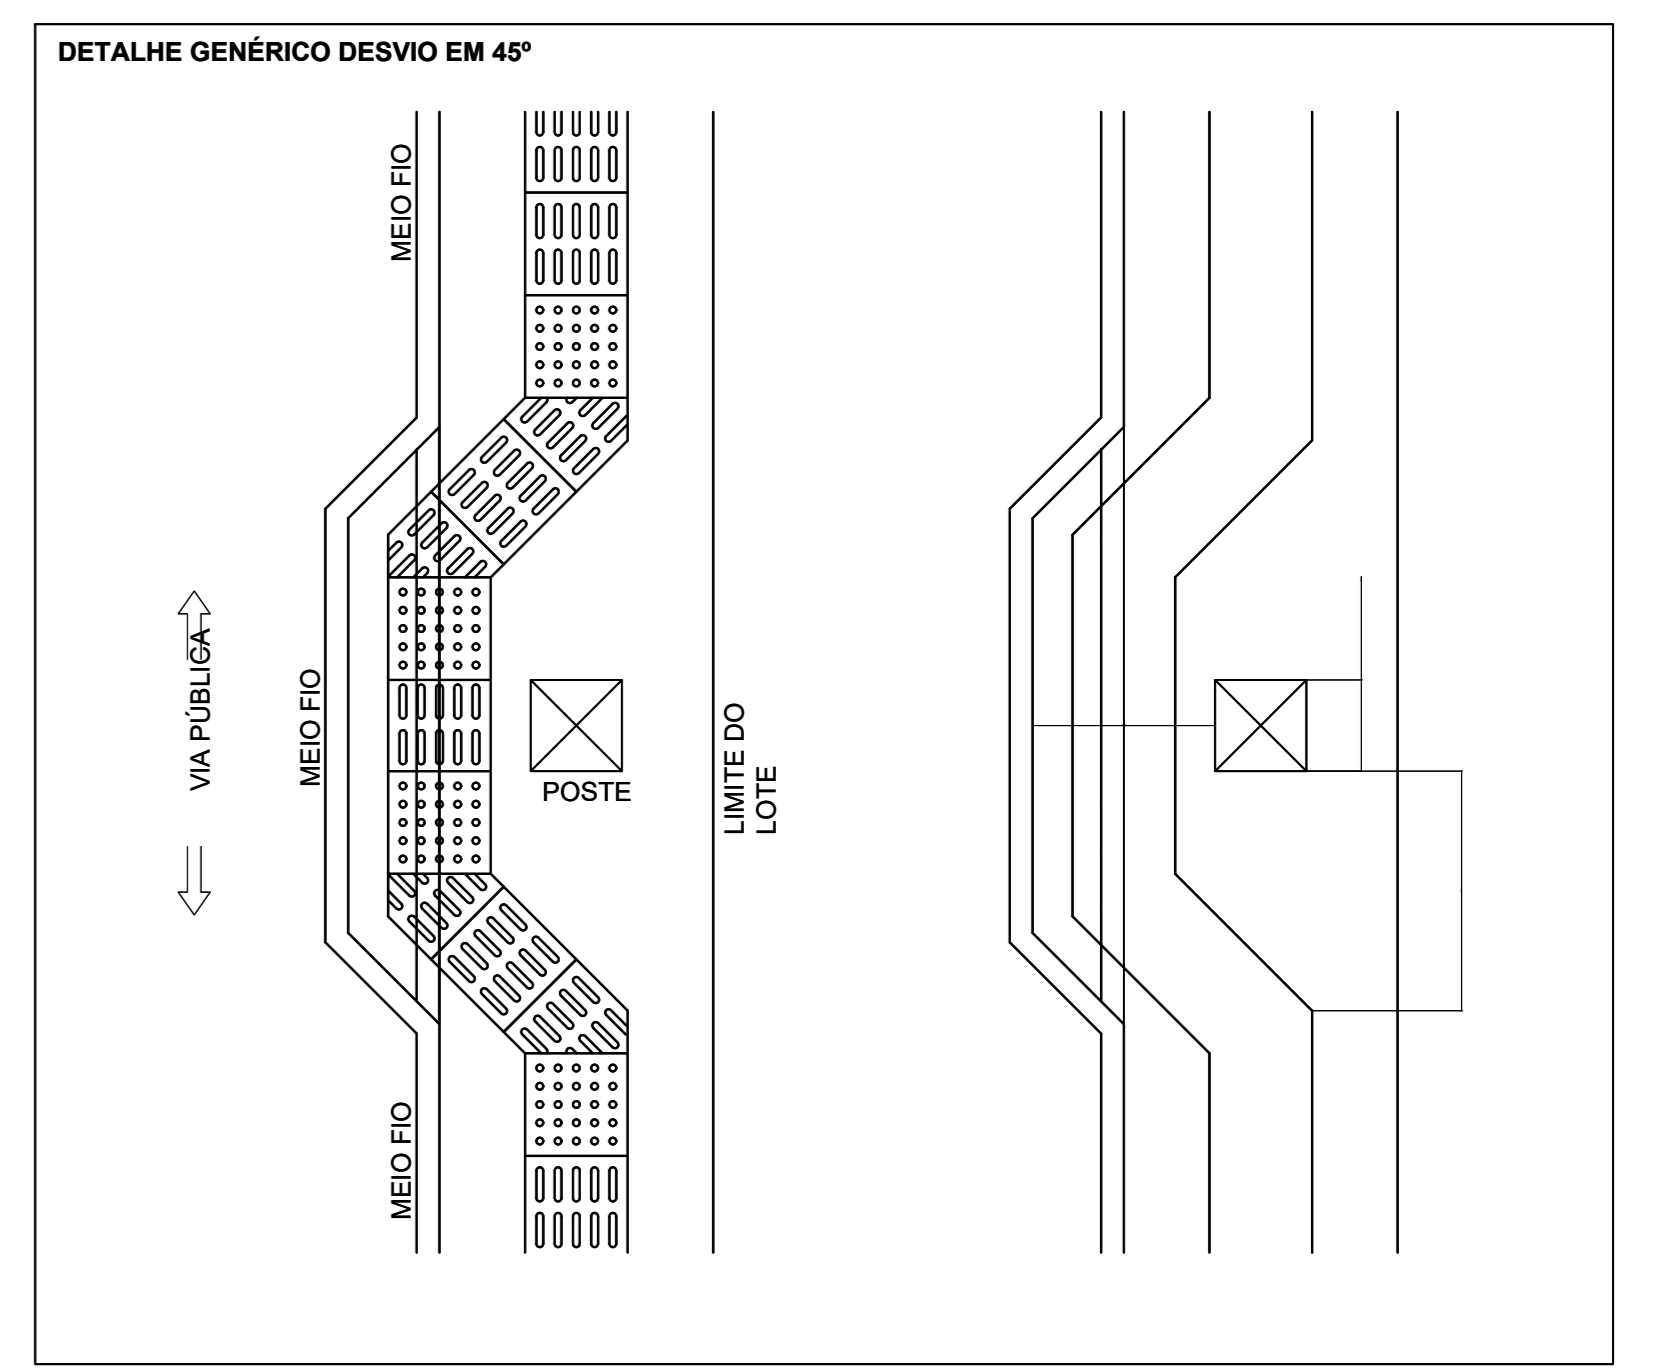 DETALHE GENÉRICO DESVIO EM 45º
MEIO FIO
VIA PÚBLICA
MEIO FIO
POSTE
LIMITE DO
LOTE
MEIO FIO